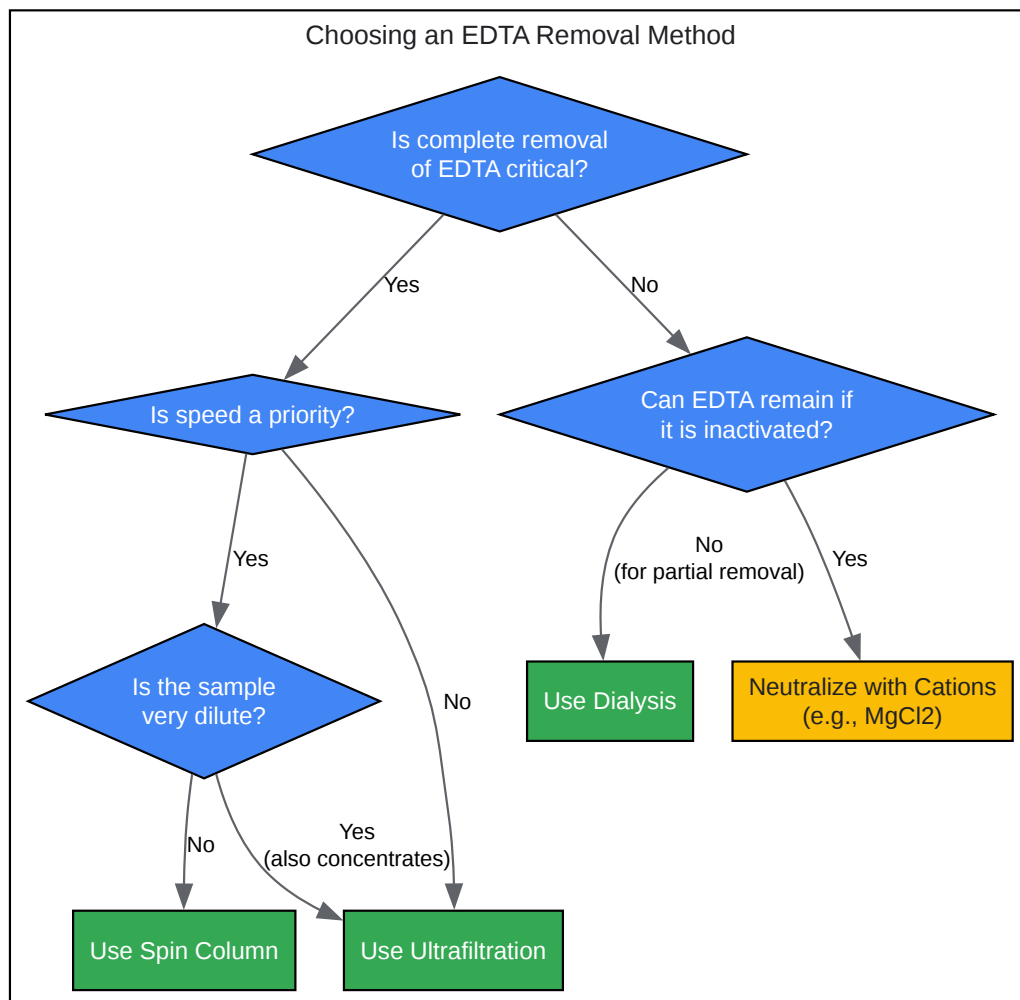 Choosing an EDTA Removal Method
Is complete removal
of EDTA critical?
Yes
No
Is speed a priority?
Can EDTA remain if
it is inactivated?
Yes
No
(for partial removal)
Yes
Is the sample
very dilute?
No
Use Dialysis
Neutralize with Cations
(e.g., MgCl2)
No
Yes
(also concentrates)
Use Spin Column
Use Ultrafiltration